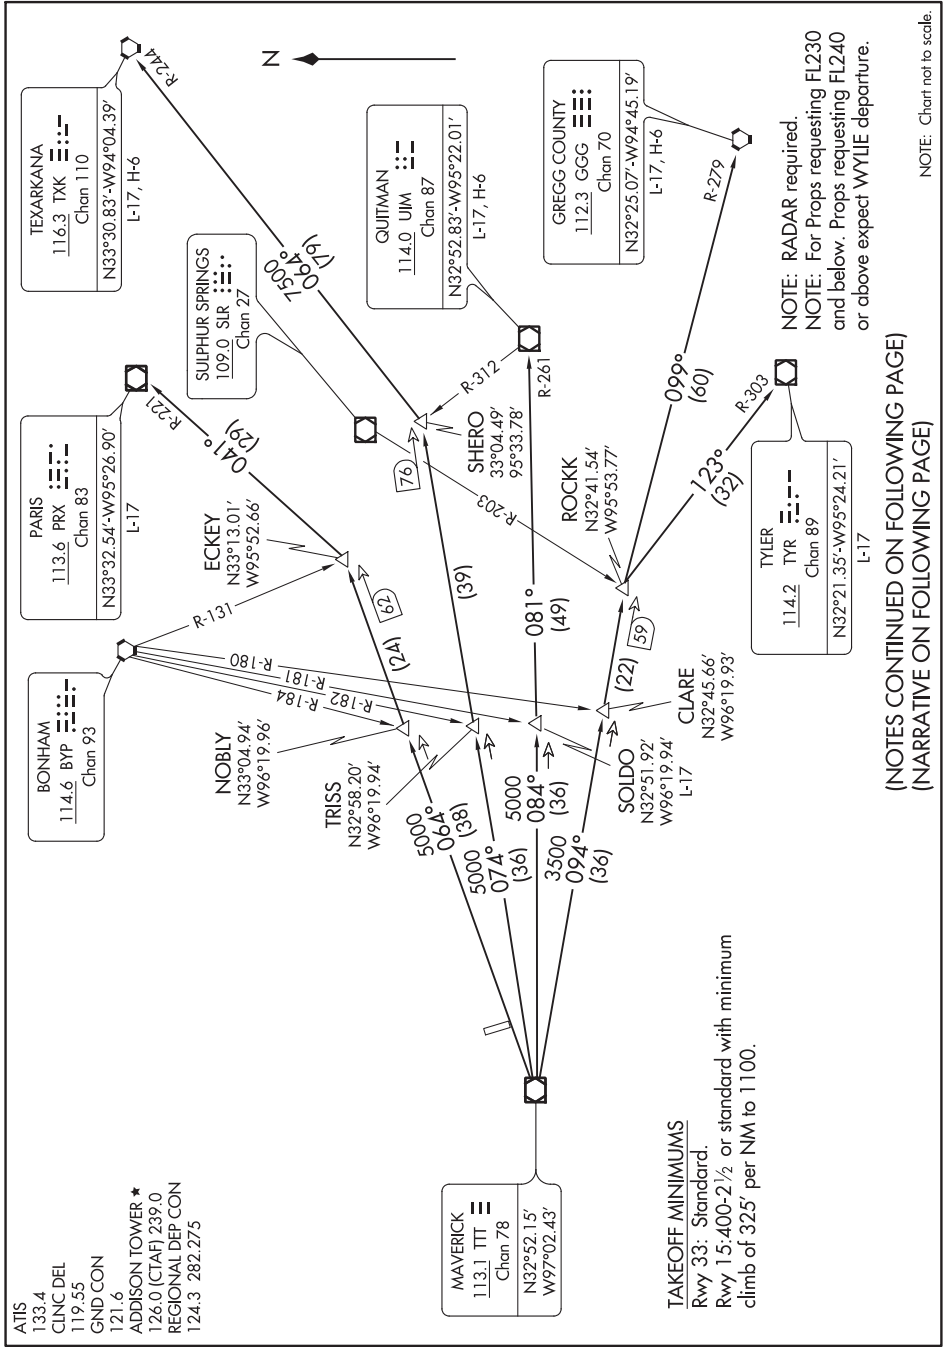 ATIS
133.4
CLNC DEL
119.55
GND CON
121.6
ADDISON TOWER ★
126.0 (CTAF) 239.0
REGIONAL DEP CON
124.3 282.275
BONHAM
114.6 BYP
Chan 93
PARIS
113.6 PRX
Chan 83
N33°32.54′-W95°26.90′
L-17
TEXARKANA
116.3 TXK
Chan 110
N33°30.83′-W94°04.39′
L-17, H-6
SULPHUR SPRINGS
109.0 SLR
Chan 27
QUITMAN
114.0 UIM
Chan 87
N32°52.83′-W95°22.01′
L-17, H-6
GREGG COUNTY
112.3 GGG
Chan 70
N32°25.07′-W94°45.19′
L-17, H-6
TYLER
114.2 TYR
Chan 89
N32°21.35′-W95°24.21′
L-17
MAVERICK
113.1 TTT
Chan 78
N32°52.15′
W97°02.43′
N
R-244
R-221
041°
(29)
7500
064°
(79)
ECKEY
N33°13.01′
W95°52.66′
R-131
62
(24)
NOBLY
N33°04.94′
W96°19.96′
R-184
R-182
R-181
R-180
TRISS
N32°58.20′
W96°19.94′
5000
064°
(38)
5000
074°
(36)
5000
084°
(36)
3500
094°
(36)
76
(39)
SHERO
33°04.49′
95°33.78′
R-312
R-261
R-203
081°
(49)
SOLDO
N32°51.92′
W96°19.94′
L-17
CLARE
N32°45.66′
W96°19.93′
(22)
59
ROCKK
N32°41.54′
W95°53.77′
099°
(60)
R-279
123°
(32)
R-303
TAKEOFF MINIMUMS
Rwy 33: Standard.
Rwy 15:400-2½ or standard with minimum
climb of 325′ per NM to 1100.
NOTE: RADAR required.
NOTE: For Props requesting FL230
and below. Props requesting FL240
or above expect WYLIE departure.
(NOTES CONTINUED ON FOLLOWING PAGE)
(NARRATIVE ON FOLLOWING PAGE)
NOTE: Chart not to scale.